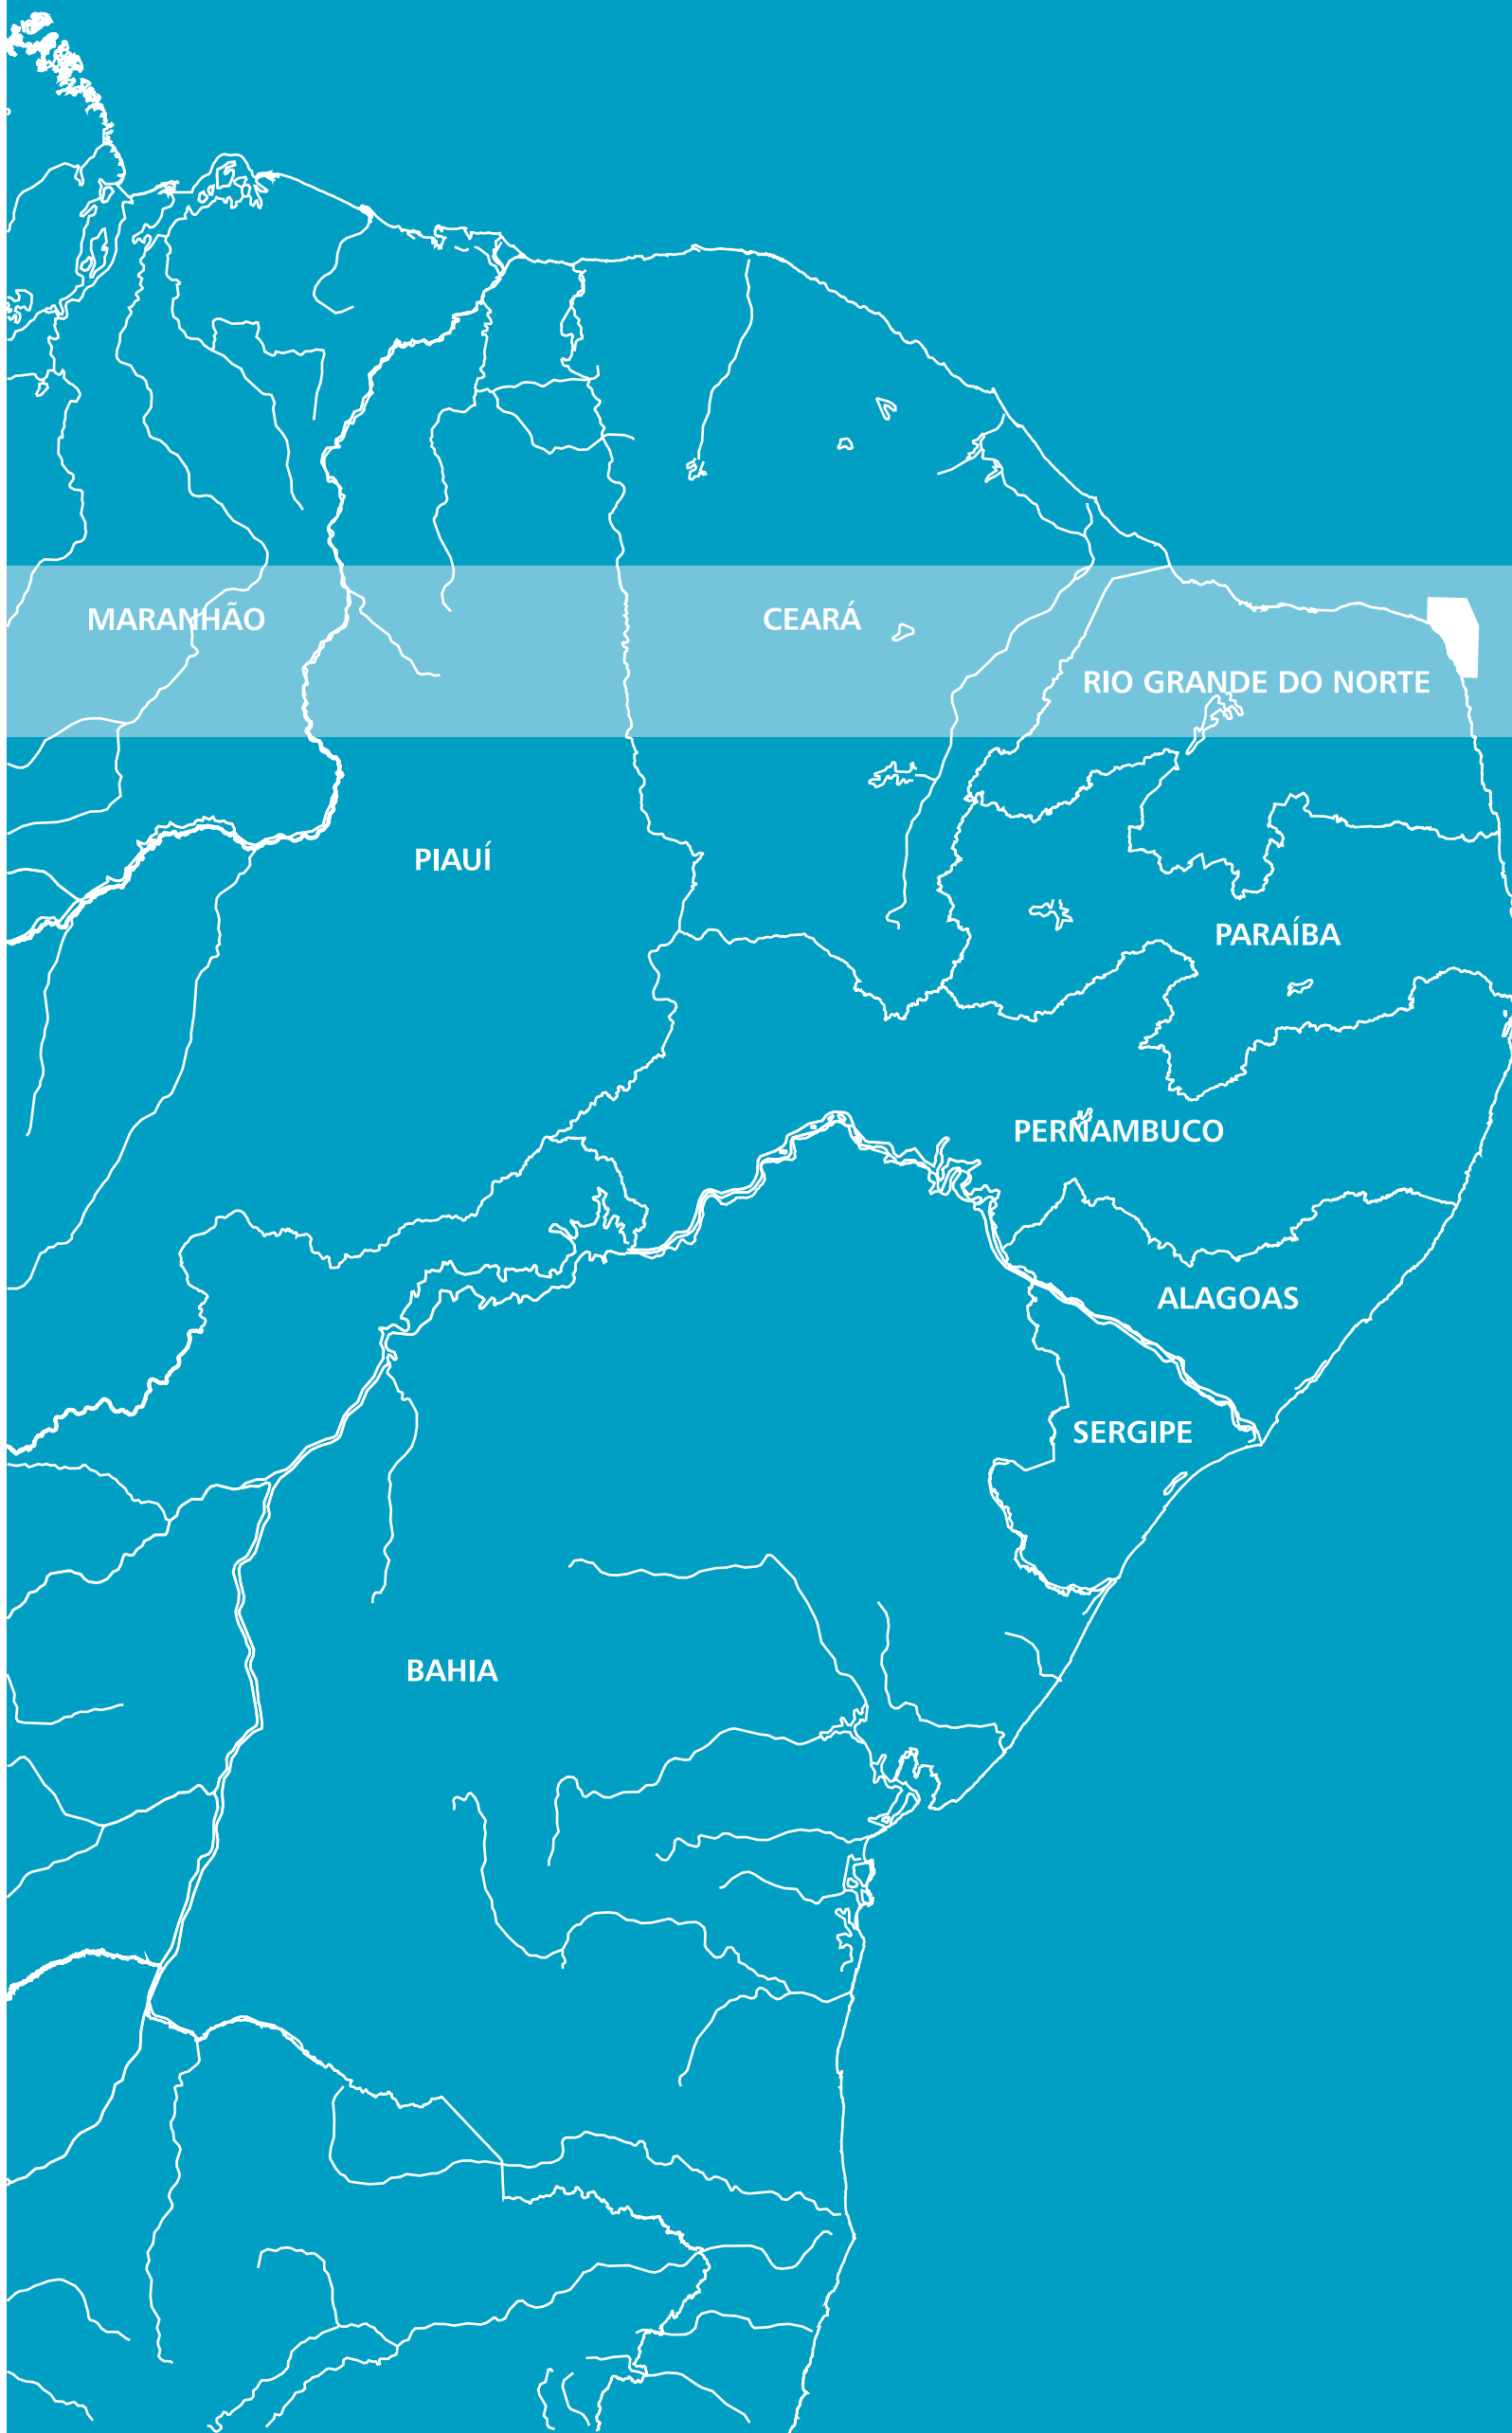 MARANHÃO
CEARÁ
RIO GRANDE DO NORTE
PIAUÍ
PARAÍBA
PERNAMBUCO
ALAGOAS
SERGIPE
BAHIA